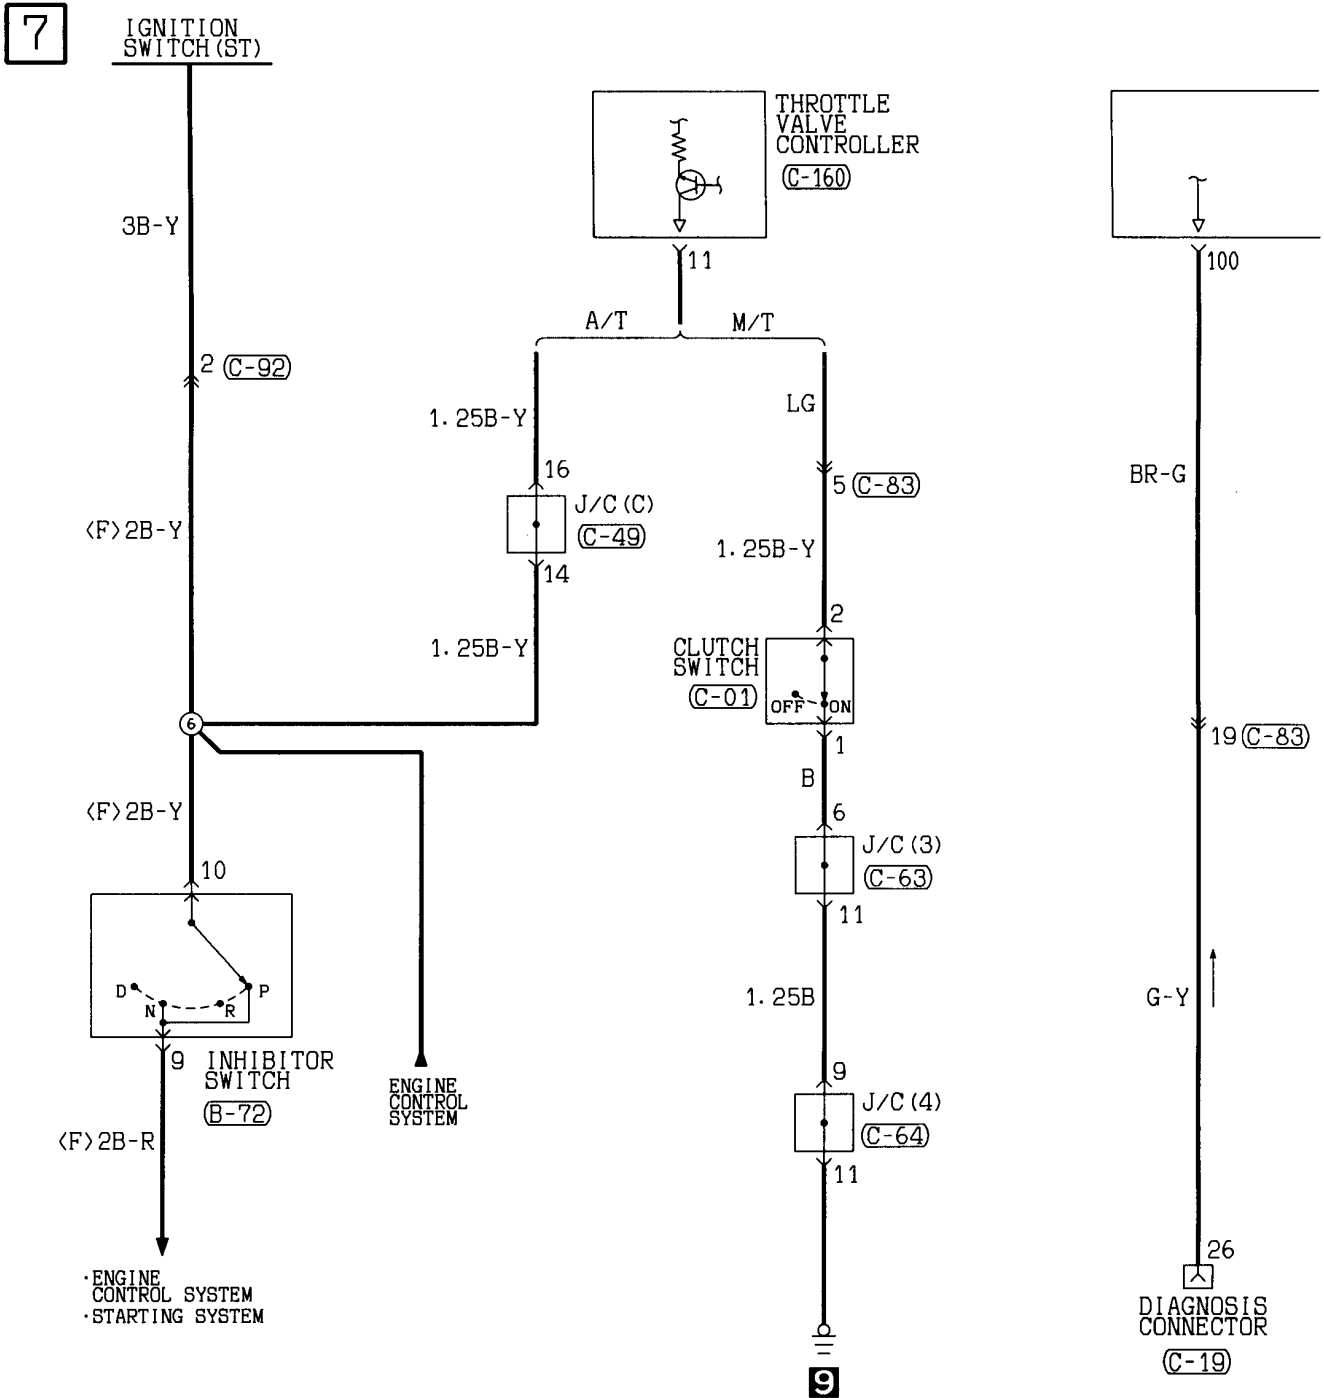 7
IGNITION
SWITCH(ST)
THROTTLE
VALVE
CONTROLLER
(C-160)
3B-Y
11
100
A/T
M/T
2 (C-92)
LG
1.25B-Y
BR-G
16
5 (C-83)
J/C(C)
(C-49)
<F>2B-Y
1.25B-Y
14
2
1.25B-Y
CLUTCH
SWITCH
(C-01)
OFF
ON
6
19 (C-83)
1
B
<F>2B-Y
6
J/C(3)
(C-63)
10
11
D
N
R
P
1.25B
G-Y
9
INHIBITOR
SWITCH
(B-72)
9
ENGINE
CONTROL
SYSTEM
J/C(4)
(C-64)
<F>2B-R
11
26
·ENGINE
CONTROL SYSTEM
·STARTING SYSTEM
DIAGNOSIS
CONNECTOR
(C-19)
9